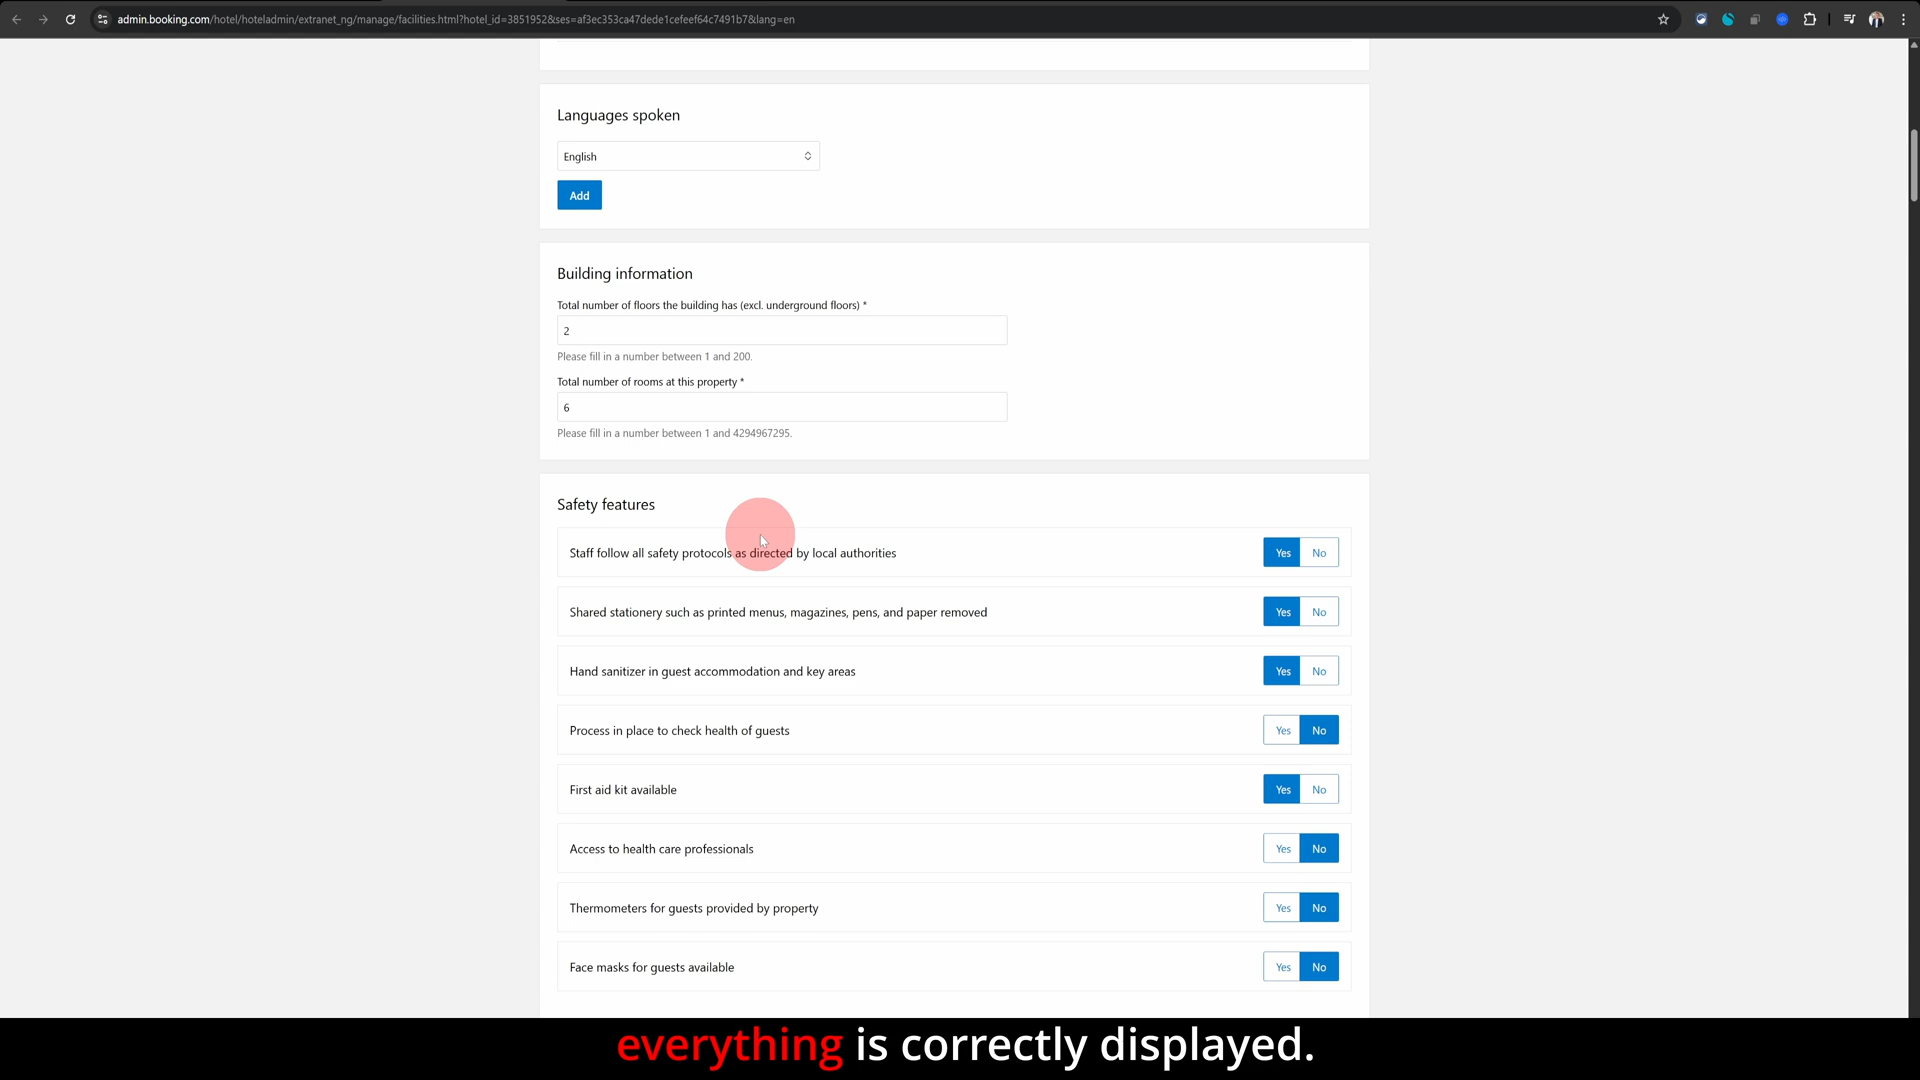 admin.booking.com/hotel/hoteladmin/extranet_ng/manage/facilities.html?hotel_id=3851952&ses=af3ec353ca47dede1cefeef64c7491b7&lang=en
Languages spoken
English
Add
Building information
Total number of floors the building has (excl. underground floors) *
2
Please fill in a number between 1 and 200.
Total number of rooms at this property *
6
Please fill in a number between 1 and 4294967295.
Safety features
Staff follow all safety protocols as directed by local authorities Yes No
Shared stationery such as printed menus, magazines, pens, and paper removed Yes No
Hand sanitizer in guest accommodation and key areas Yes No
Process in place to check health of guests Yes No
First aid kit available Yes No
Access to health care professionals Yes No
Thermometers for guests provided by property Yes No
Face masks for guests available Yes No
everything is correctly displayed.